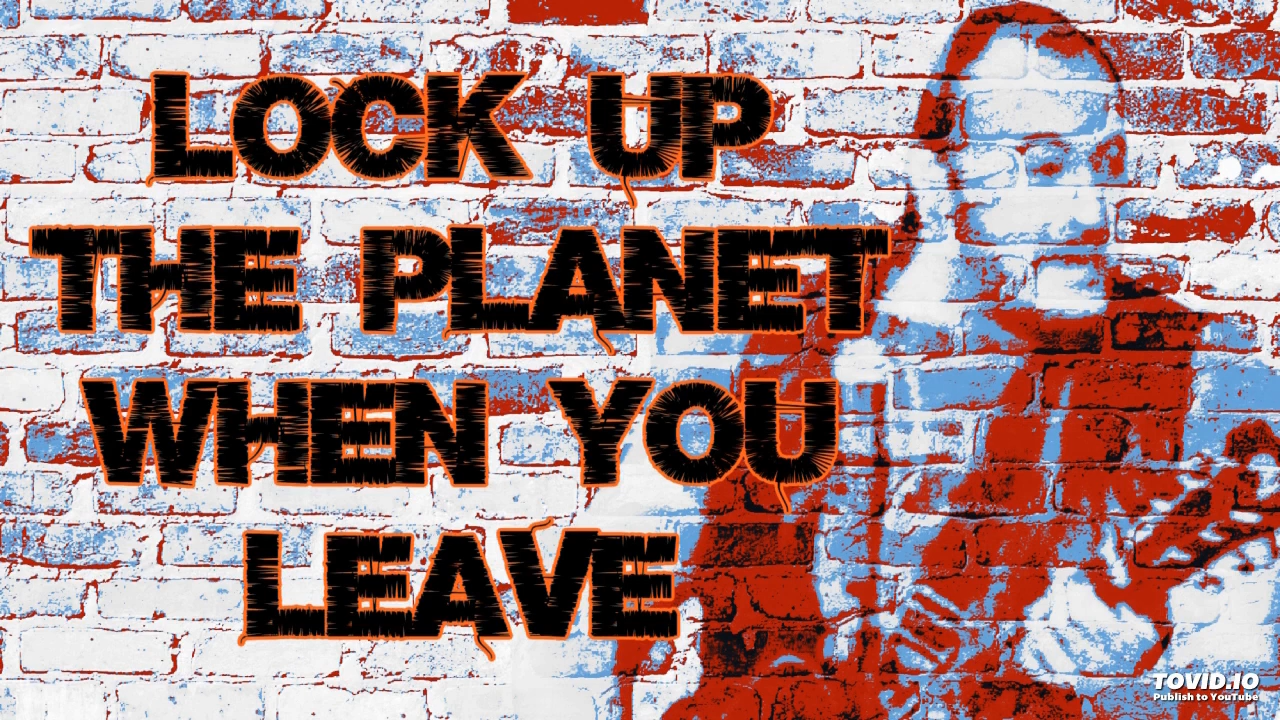 LOCK UP
THE PLANET
WHEN YOU
LEAVE
TOVID.IO
Publish to YouTube